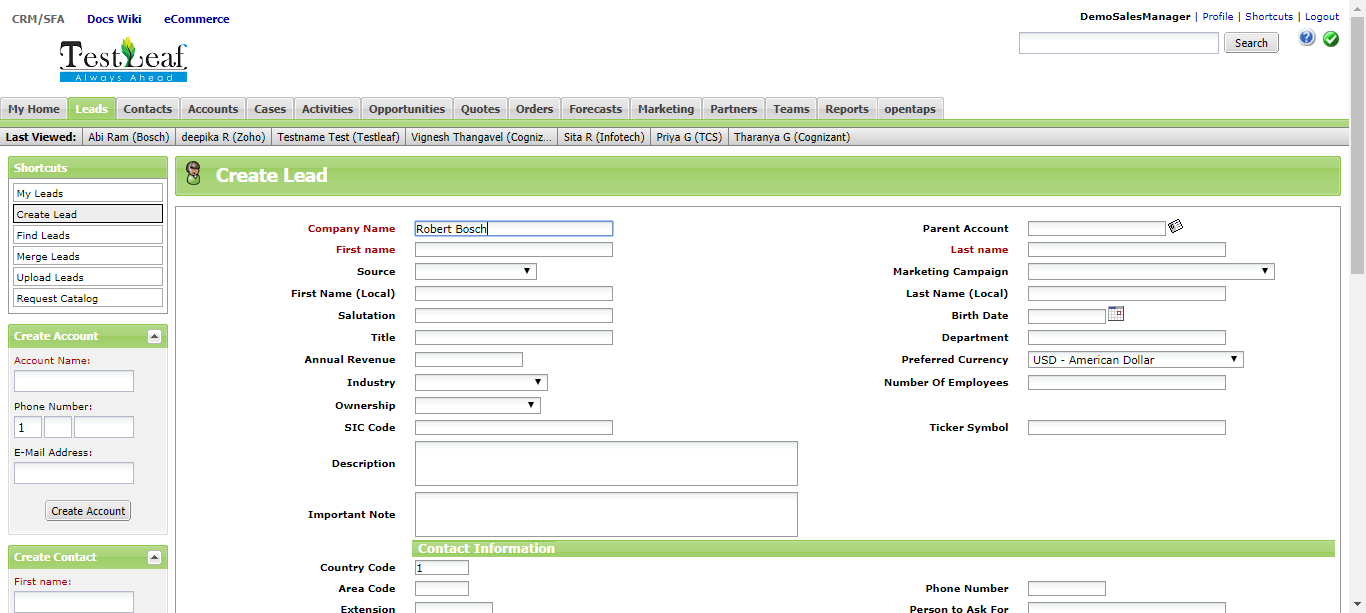 CRM/SFA Docs Wiki eCommerce
DemoSalesManager | Profile | Shortcuts | Logout
TestLeaf
Always Ahead
Search
?
My Home Leads Contacts Accounts Cases Activities Opportunities Quotes Orders Forecasts Marketing Partners Teams Reports opentaps
Last Viewed: Abi Ram (Bosch) deepika R (Zoho) Testname Test (Testleaf) Vignesh Thangavel (Cogniz... Sita R (Infotech) Priya G (TCS) Tharanya G (Cognizant)
Shortcuts
My Leads
Create Lead
Find Leads
Merge Leads
Upload Leads
Request Catalog
Create Account
Account Name:
Phone Number:
1
E-Mail Address:
Create Account
Create Contact
First name:
Create Lead
Company Name Robert Bosch Parent Account
First name Last name
Source Marketing Campaign
First Name (Local) Last Name (Local)
Salutation Birth Date
Title Department
Annual Revenue Preferred Currency USD - American Dollar
Industry Number Of Employees
Ownership
SIC Code Ticker Symbol
Description
Important Note
Contact Information
Country Code 1
Area Code Phone Number
Extension Person to Ask For